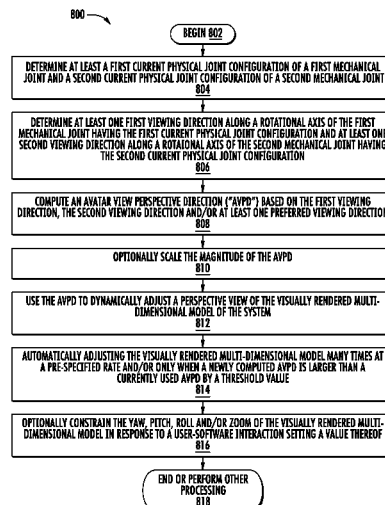 800
BEGIN 802
DETERMINE AT LEAST A FIRST CURRENT PHYSICAL JOINT CONFIGURATION OF A FIRST MECHANICAL
JOINT AND A SECOND CURRENT PHYSICAL JOINT CONFIGURATION OF A SECOND MECHANICAL JOINT
804
DETERMINE AT LEAST ONE FIRST VIEWING DIRECTION ALONG A ROTATIONAL AXIS OF THE FIRST
MECHANICAL JOINT HAVING THE FIRST CURRENT PHYSICAL JOINT CONFIGURATION AND AT LEAST ONE
SECOND VIEWING DIRECTION ALONG A ROTAIONAL AXIS OF THE SECOND MECHANICAL JOINT HAVING
THE SECOND CURRENT PHYSICAL JOINT CONFIGURATION
806
COMPUTE AN AVATAR VIEW PERSPECTIVE DIRECTION ("AVPD") BASED ON THE FIRST VIEWING
DIRECTION, THE SECOND VIEWING DIRECTION AND/OR AT LEAST ONE PREFERRED VIEWING DIRECTION
808
OPTIONALLY SCALE THE MAGNITUDE OF THE AVPD
810
USE THE AVPD TO DYNAMICALLY ADJUST A PERSPECTIVE VIEW OF THE VISUALLY RENDERED MULTI-
DIMENSIONAL MODEL OF THE SYSTEM
812
AUTOMATICALLY ADJUSTING THE VISUALLY RENDERED MULTI-DIMENSIONAL MODEL MANY TIMES AT
A PRE-SPECIFIED RATE AND/OR ONLY WHEN A NEWLY COMPUTED AVPD IS LARGER THAN A
CURRENTLY USED AVPD BY A THRESHOLD VALUE
814
OPTIONALLY CONSTRAIN THE YAW, PITCH, ROLL AND/OR ZOOM OF THE VISUALLY RENDERED MULTI-
DIMENSIONAL MODEL IN RESPONSE TO A USER-SOFTWARE INTERACTION SETTING A VALUE THEREOF
816
END OR PERFORM OTHER
PROCESSING
818